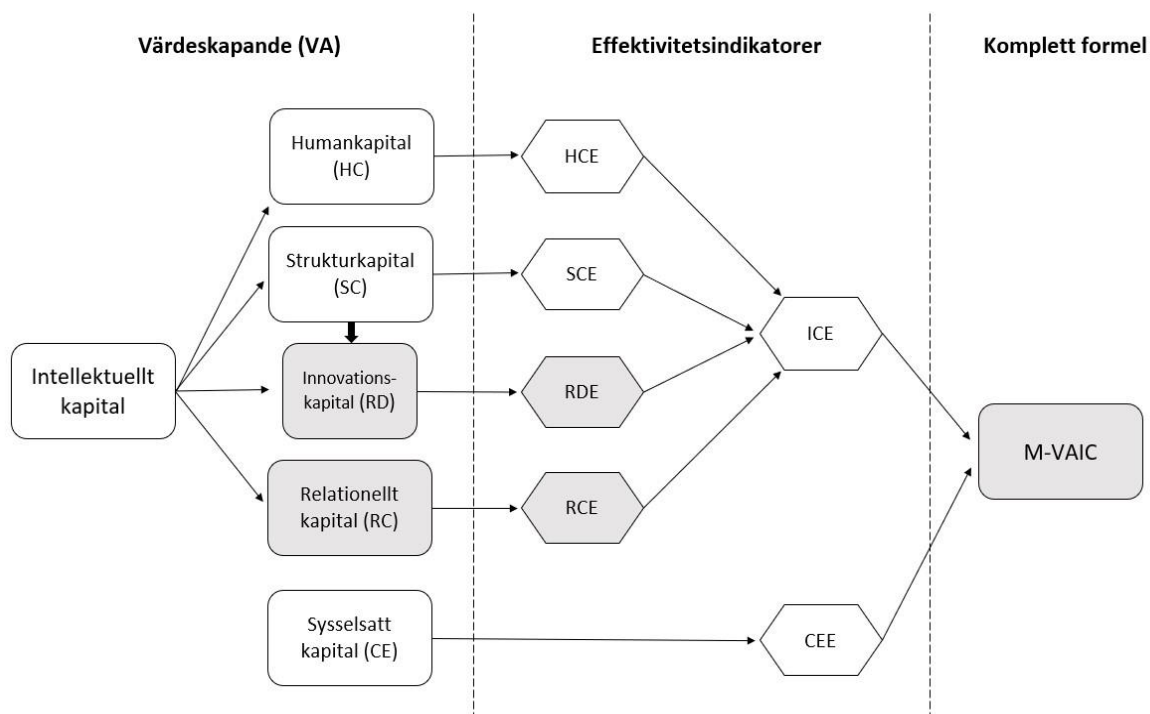 Värdeskapande (VA)
Effektivitetsindikatorer
Komplett formel
Humankapital
(HC)
HCE
Strukturkapital
(SC)
SCE
ICE
Intellektuellt
kapital
Innovations-
kapital (RD)
RDE
M-VAIC
Relationellt
kapital (RC)
RCE
Sysselsatt
kapital (CE)
CEE